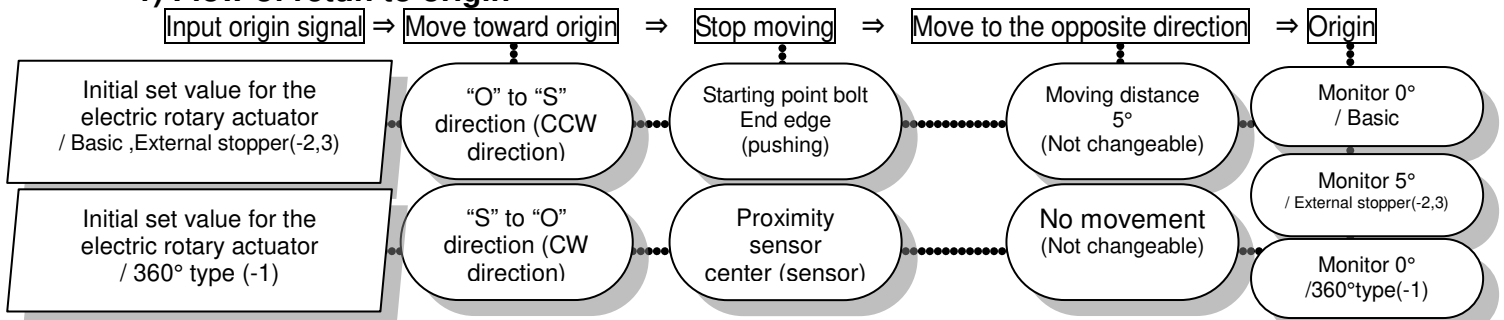 Input origin signal ⇒ Move toward origin ⇒ Stop moving ⇒ Move to the opposite direction ⇒ Origin
Initial set value for the
electric rotary actuator
/ Basic ,External stopper(-2,3)
“O” to “S”
direction (CCW
direction)
Starting point bolt
End edge
(pushing)
Moving distance
5°
(Not changeable)
Monitor 0°
/ Basic
Monitor 5°
/ External stopper(-2,3)
Initial set value for the
electric rotary actuator
/ 360° type (-1)
“S” to “O”
direction (CW
direction)
Proximity
sensor
center (sensor)
No movement
(Not changeable)
Monitor 0°
/360°type(-1)